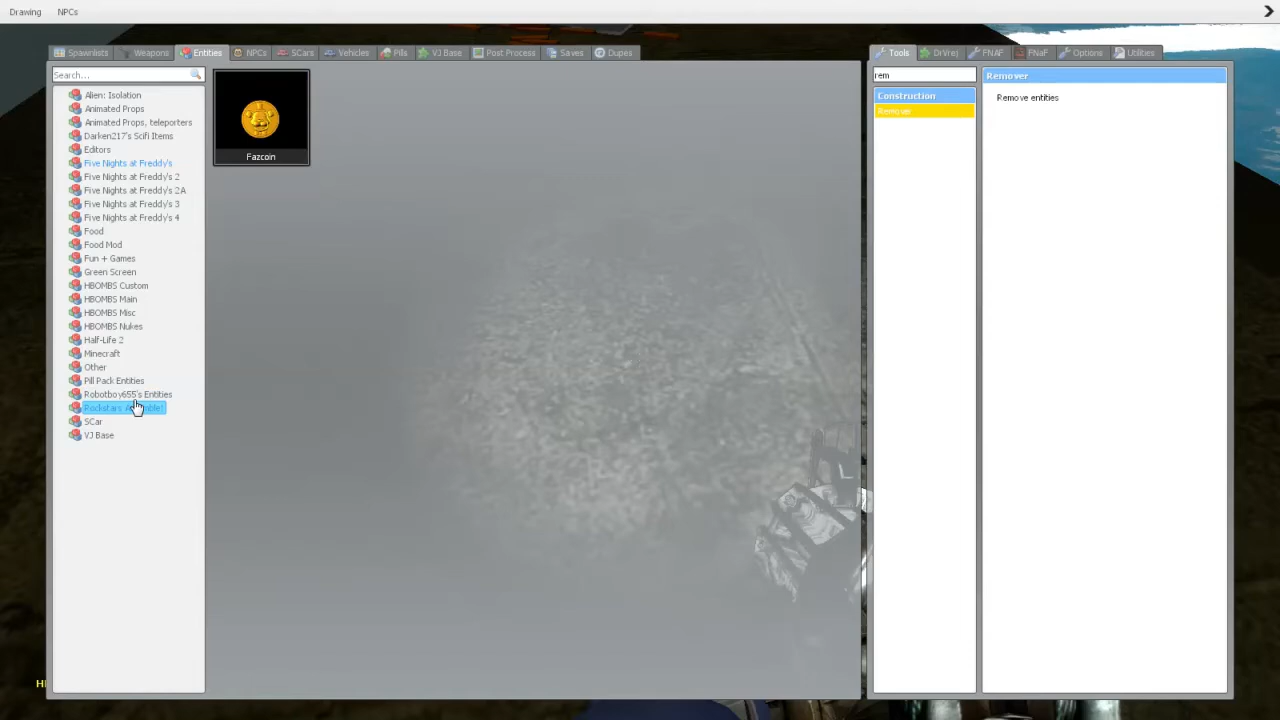 Drawing NPCs
Spawnlists Weapons Entities NPCs SCars Vehicles Pills VJ Base Post Process Saves Dupes
Tools DrVrej FNAF FNaF Options Utilities
Search...
Alien: Isolation
Animated Props
Animated Props, teleporters
Darken217's Scifi Items
Editors
Five Nights at Freddy's
Five Nights at Freddy's 2
Five Nights at Freddy's 2A
Five Nights at Freddy's 3
Five Nights at Freddy's 4
Food
Food Mod
Fun + Games
Green Screen
HBOMBS Custom
HBOMBS Main
HBOMBS Misc
HBOMBS Nukes
Half-Life 2
Minecraft
Other
Pill Pack Entities
Robotboy655's Entities
Rockstars
SCar
VJ Base
Fazcoin
rem
Construction
Remover
Remover
Remove entities